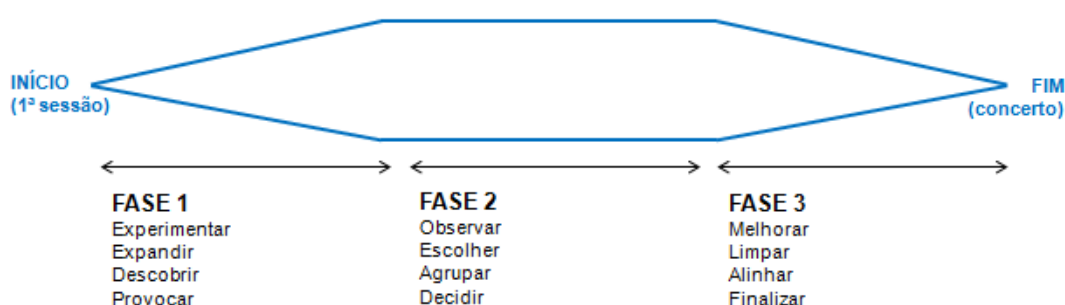 INÍCIO
(1ª sessão)
FIM
(concerto)
FASE 1
Experimentar
Expandir
Descobrir
Provocar
FASE 2
Observar
Escolher
Agrupar
Decidir
FASE 3
Melhorar
Limpar
Alinhar
Finalizar